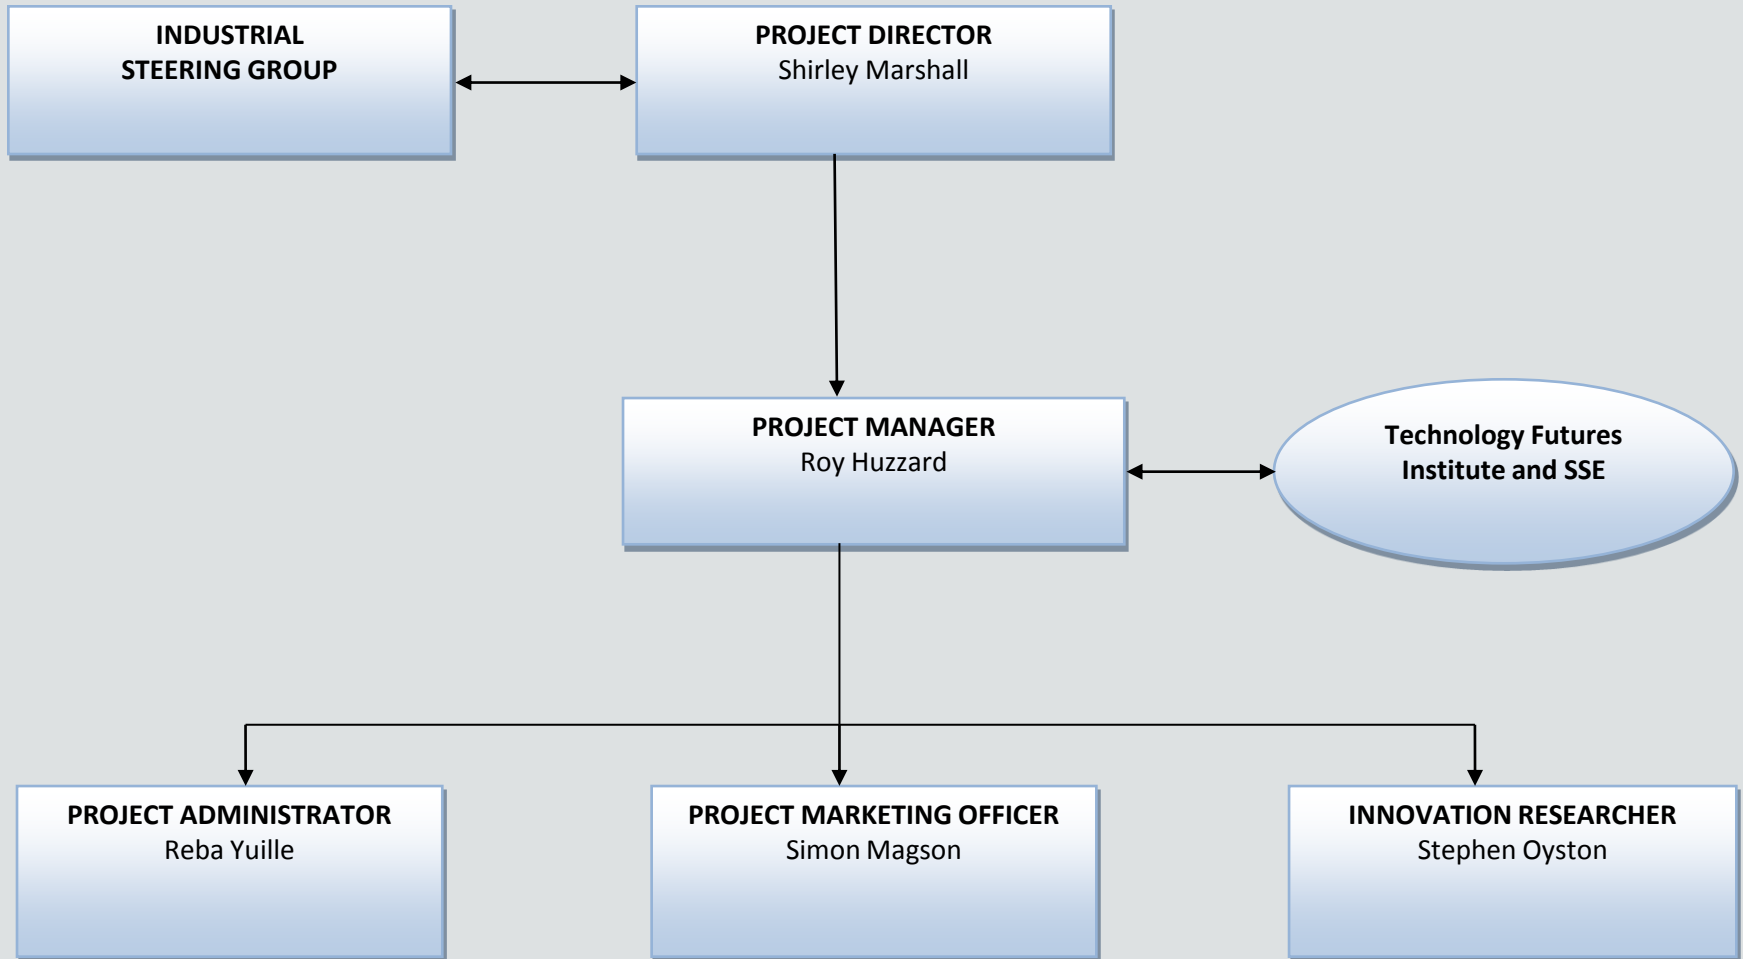 INDUSTRIAL
STEERING GROUP
PROJECT DIRECTOR
Shirley Marshall
PROJECT MANAGER
Roy Huzzard
Technology Futures
Institute and SSE
PROJECT ADMINISTRATOR
Reba Yuille
PROJECT MARKETING OFFICER
Simon Magson
INNOVATION RESEARCHER
Stephen Oyston